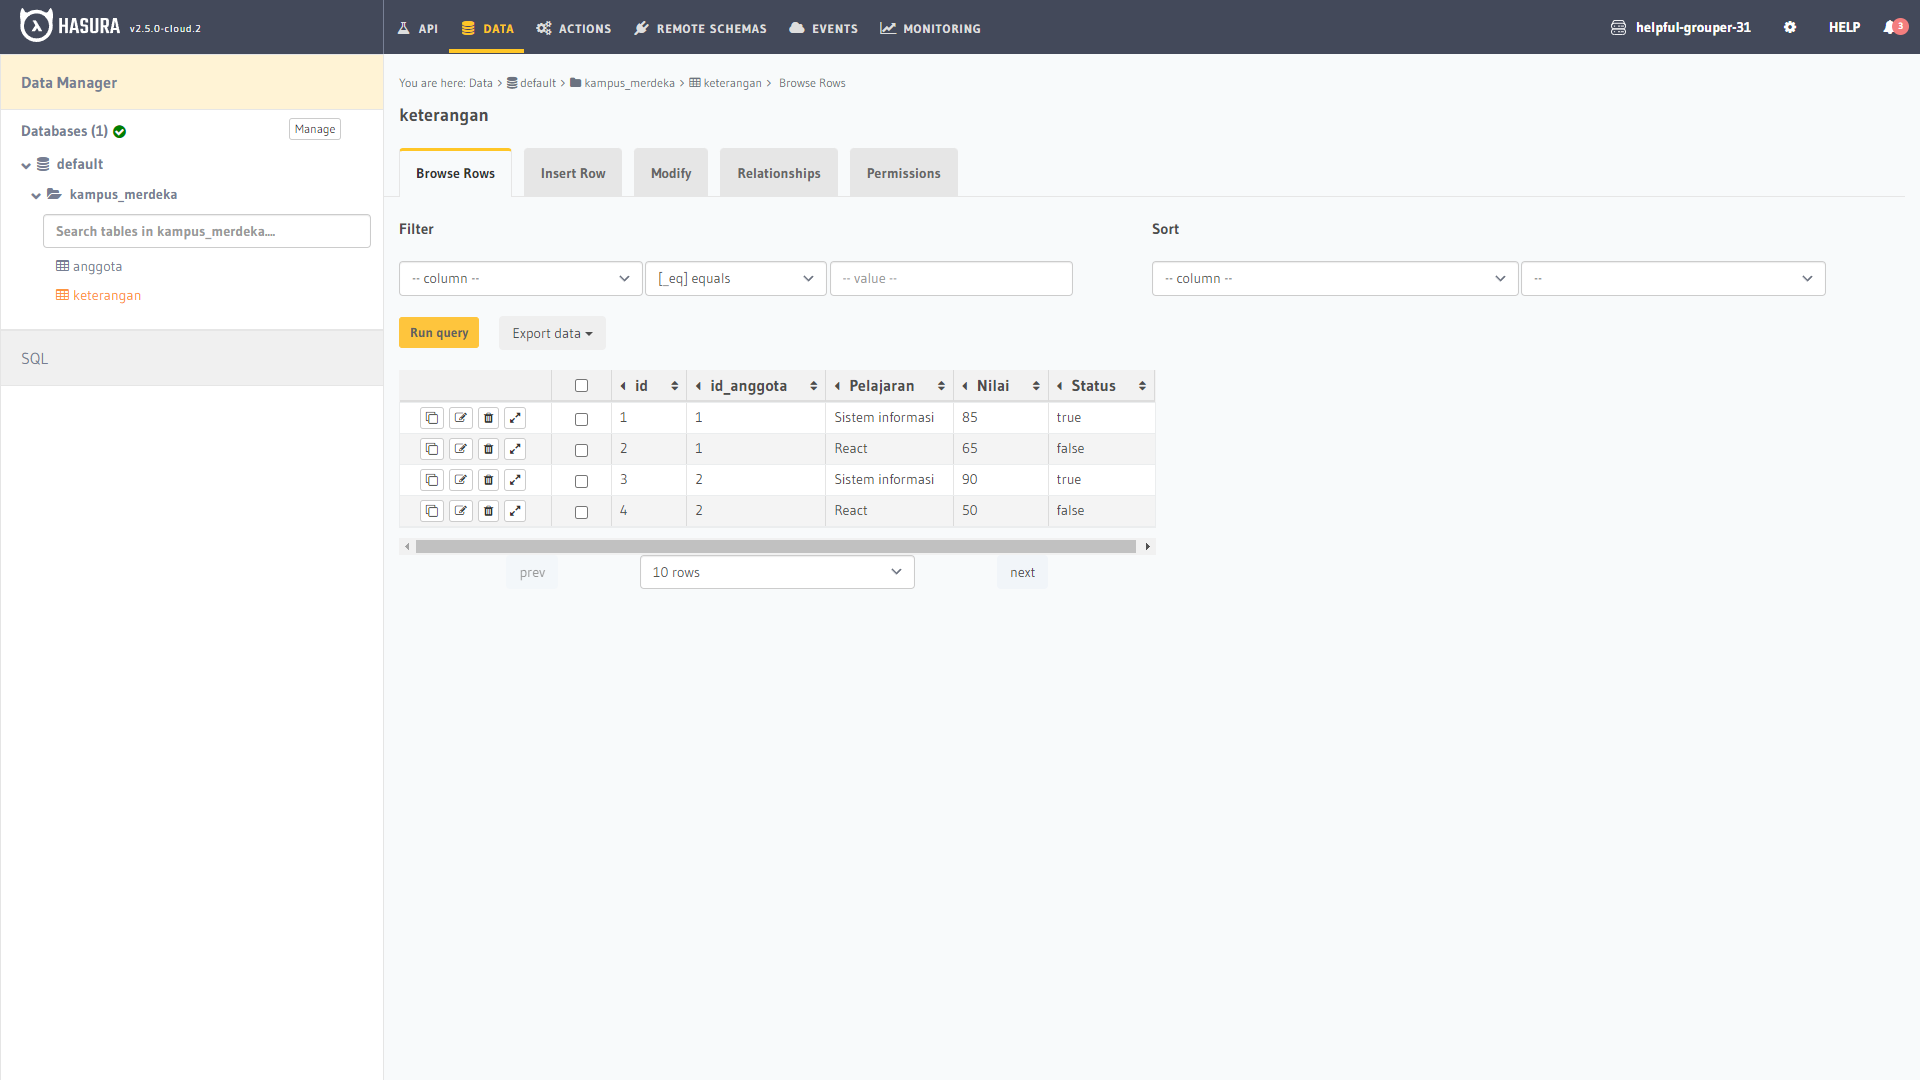 HASURA v2.5.0-cloud.2
API DATA ACTIONS REMOTE SCHEMAS EVENTS MONITORING helpful-grouper-31 HELP 3
Data Manager
Databases (1) Manage
default
kampus_merdeka
Search tables in kampus_merdeka....
anggota
keterangan
SQL
You are here: Data > default > kampus_merdeka > keterangan > Browse Rows
keterangan
Browse Rows Insert Row Modify Relationships Permissions
Filter Sort
-- column -- [_eq] equals -- value -- -- column -- --
Run query Export data
id id_anggota Pelajaran Nilai Status
1 1 Sistem informasi 85 true
2 1 React 65 false
3 2 Sistem informasi 90 true
4 2 React 50 false
prev 10 rows next